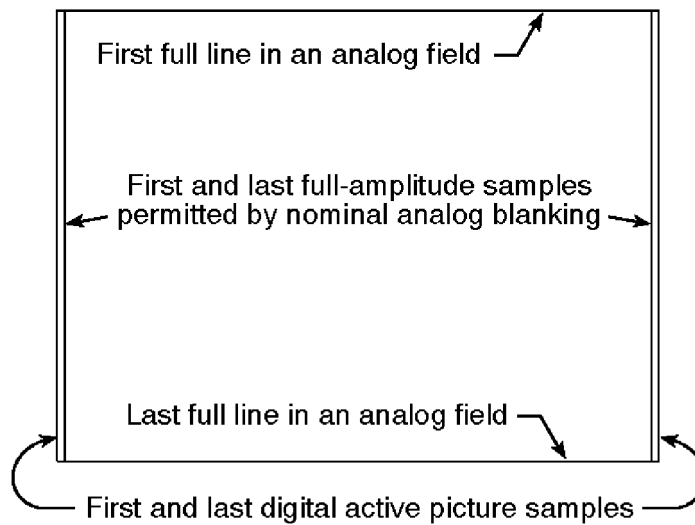 First full line in an analog field
First and last full-amplitude samples
permitted by nominal analog blanking
Last full line in an analog field
First and last digital active picture samples